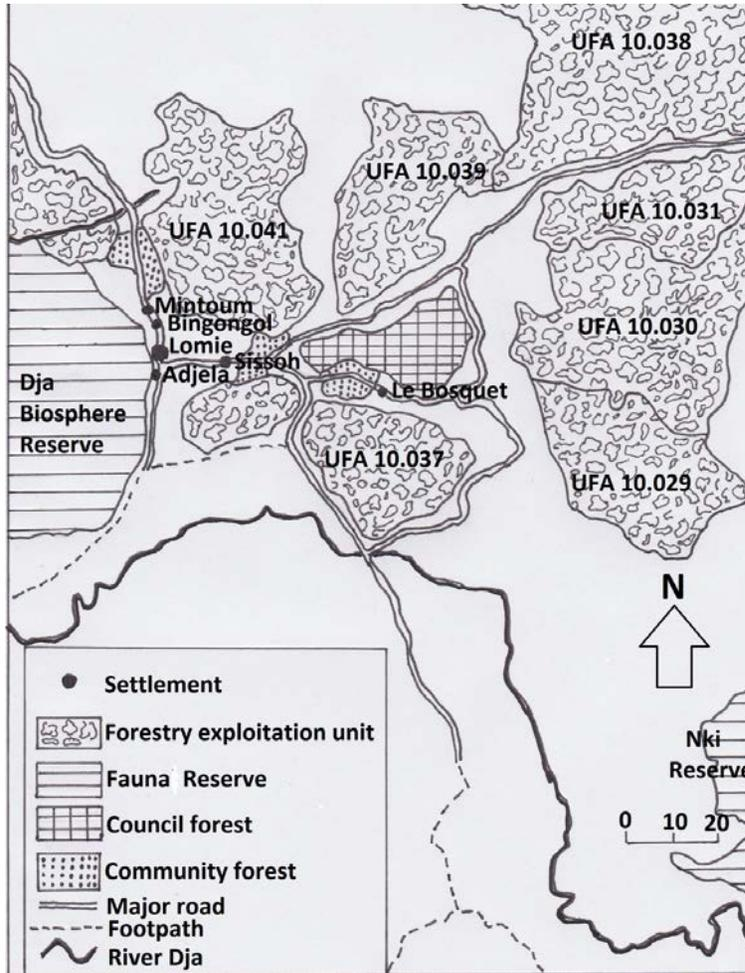 UFA 10.038
UFA 10.039
UFA 10.031
UFA 10.041
Mintoum
Bingongol
Lomie
Sissoh
Adjela
UFA 10.030
Dja
Biosphere
Reserve
Le Bosquet
UFA 10.037
UFA 10.029
N
Settlement
Forestry exploitation unit
Fauna Reserve
Council forest
Community forest
Major road
Footpath
River Dja
Nki
Reserve
0 10 20